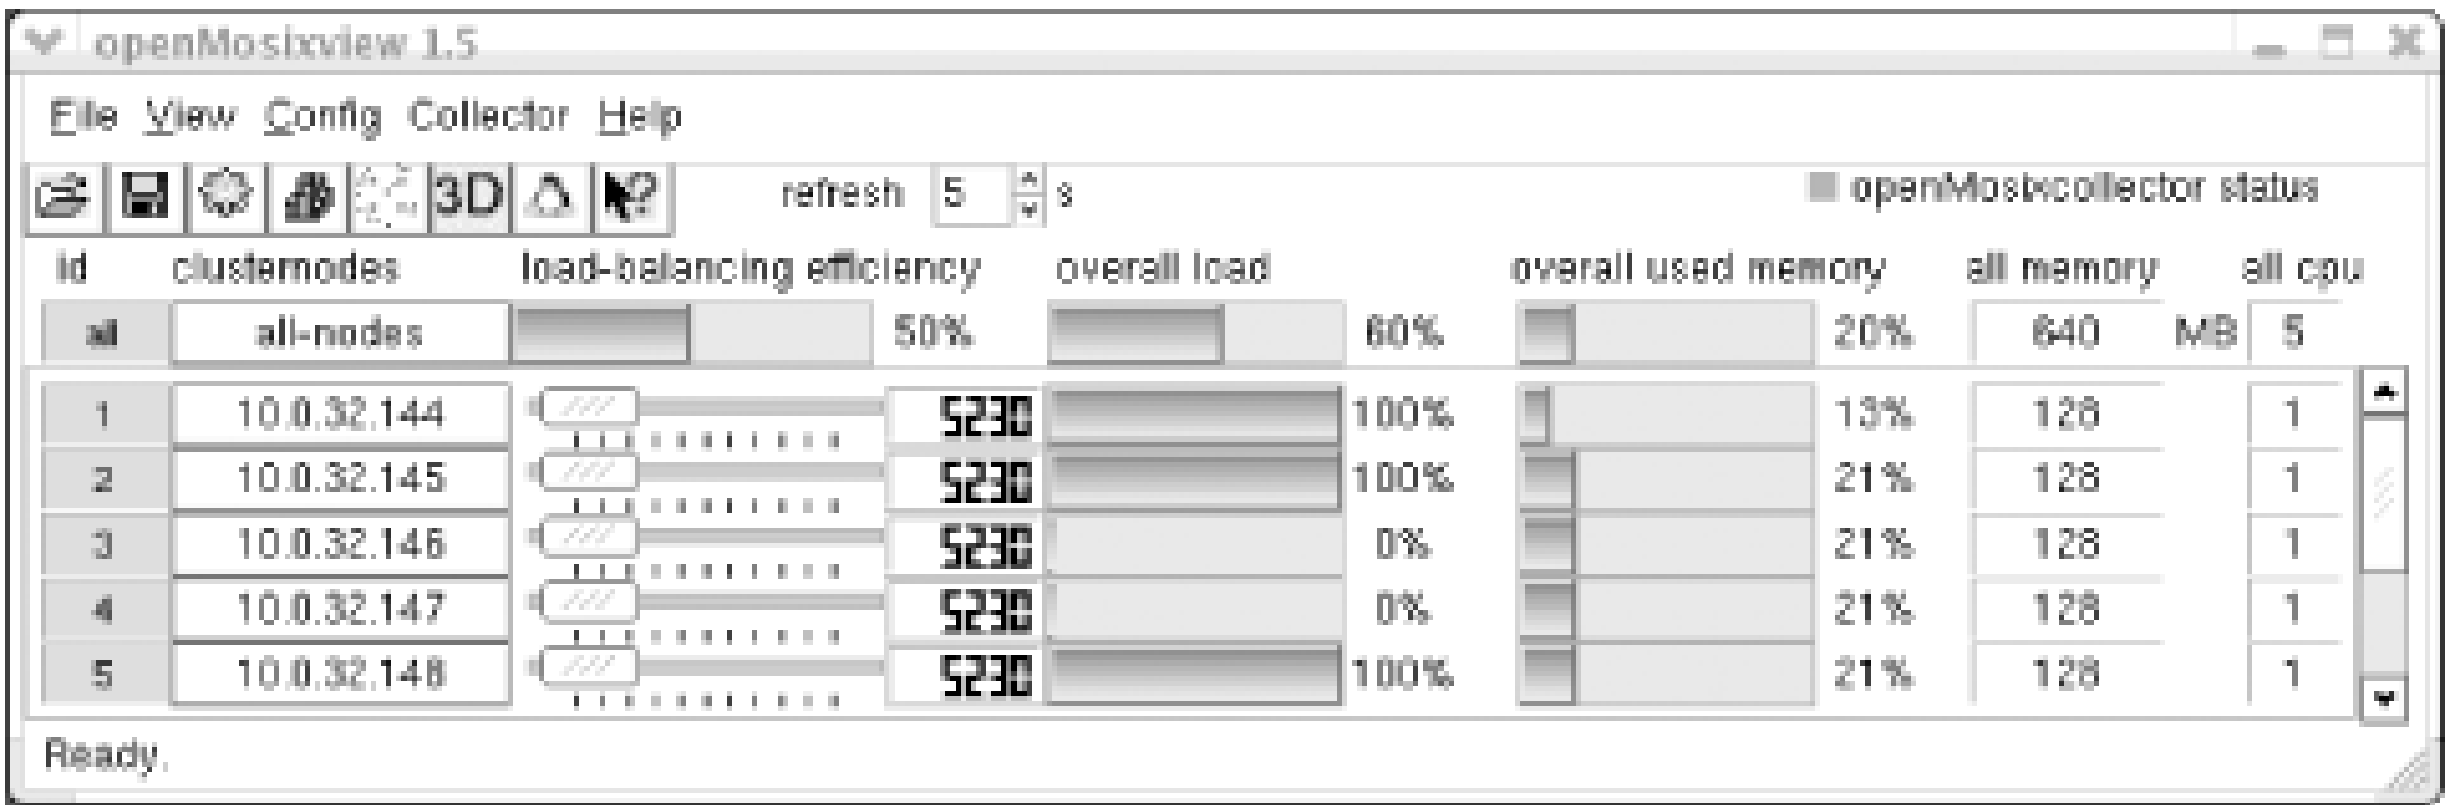 openMosixview 1.5
File View Config Collector Help
3D refresh 5 s openMosixcollector status
id clusternodes load-balancing efficiency overall load overall used memory all memory all cpu
all all-nodes 50% 60% 20% 640 MB 5
1 10.0.32.144 5230 100% 13% 128 1
2 10.0.32.145 5230 100% 21% 128 1
3 10.0.32.146 5230 0% 21% 128 1
4 10.0.32.147 5230 0% 21% 128 1
5 10.0.32.148 5230 100% 21% 128 1
Ready.